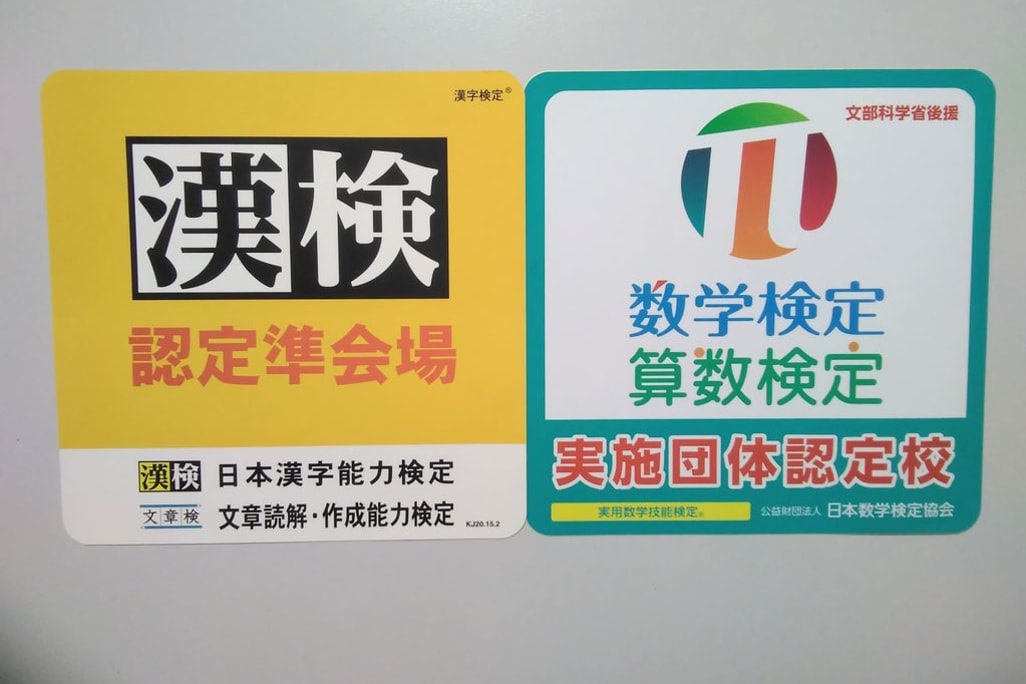 漢字検定®
漢検
認定準会場
漢検 日本漢字能力検定
文章検 文章読解・作成能力検定
KJ20.15.2
文部科学省後援
数学検定
算数検定
実施団体認定校
実用数学技能検定® 公益財団法人 日本数学検定協会